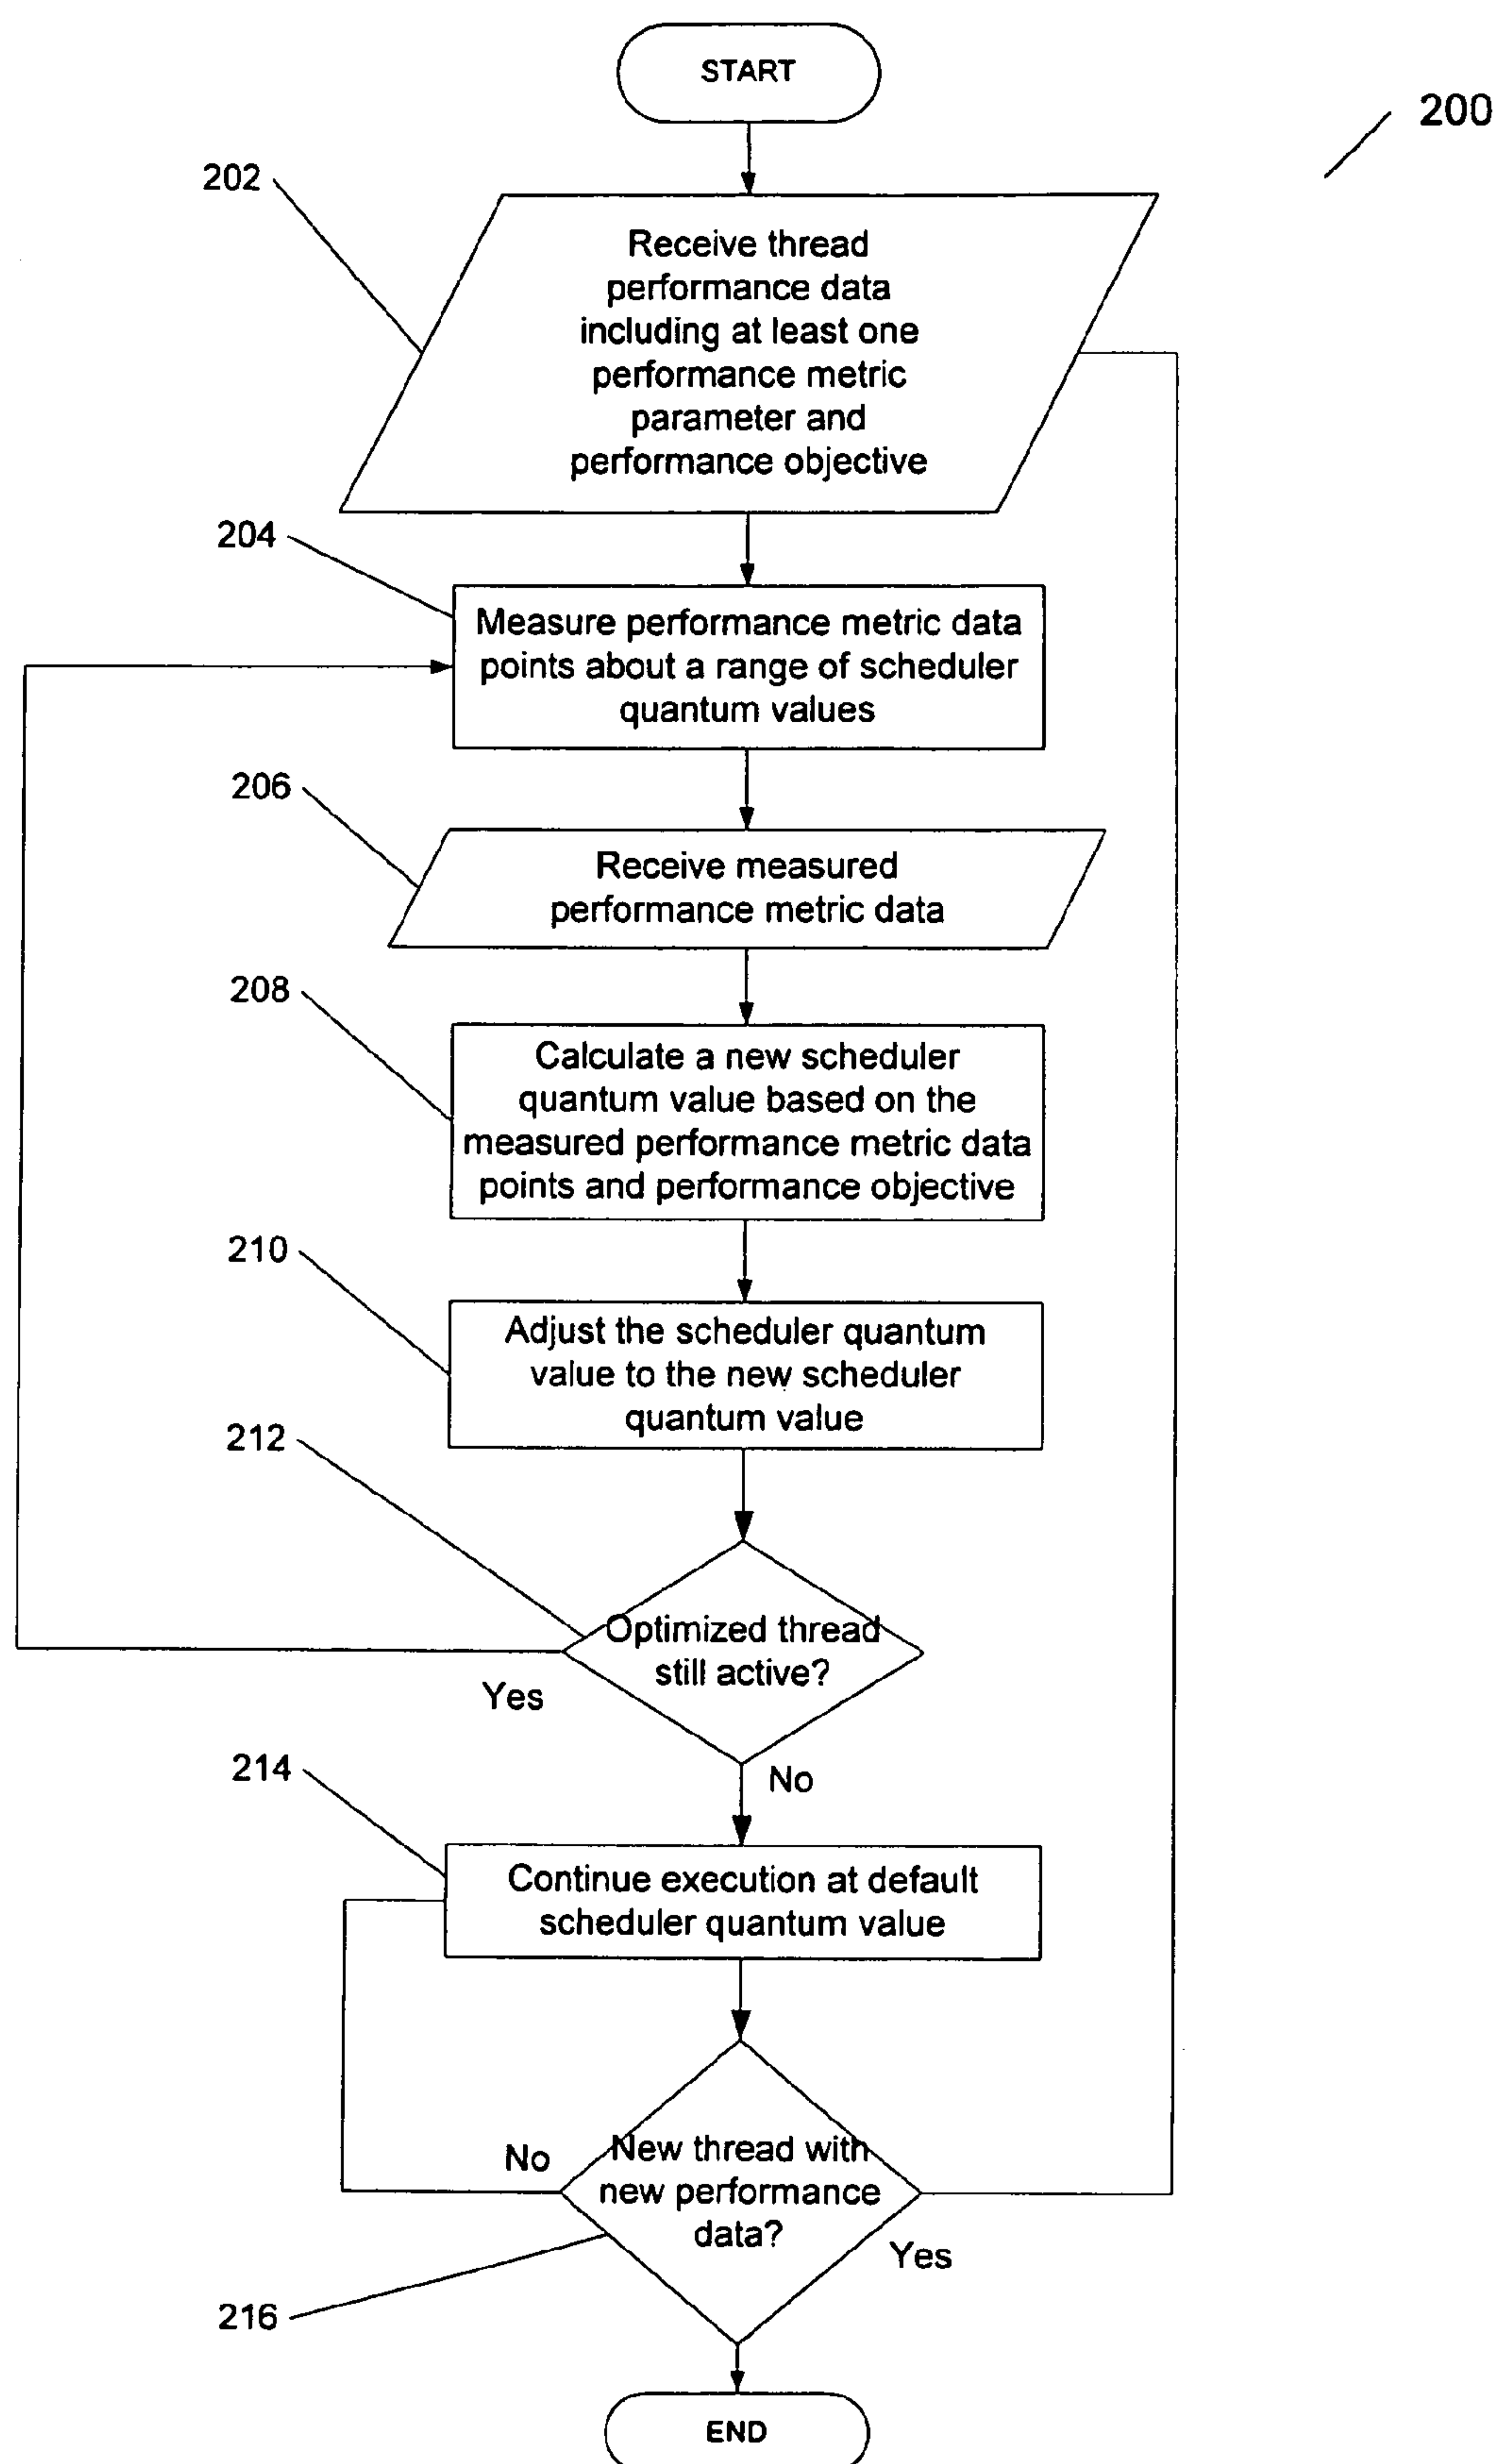 START
200
202
Receive thread
performance data
including at least one
performance metric
parameter and
performance objective
204
Measure performance metric data
points about a range of scheduler
quantum values
206
Receive measured
performance metric data
208
Calculate a new scheduler
quantum value based on the
measured performance metric data
points and performance objective
210
Adjust the scheduler quantum
value to the new scheduler
quantum value
212
Optimized thread
still active?
Yes
No
214
Continue execution at default
scheduler quantum value
No
New thread with
new performance
data?
Yes
216
END